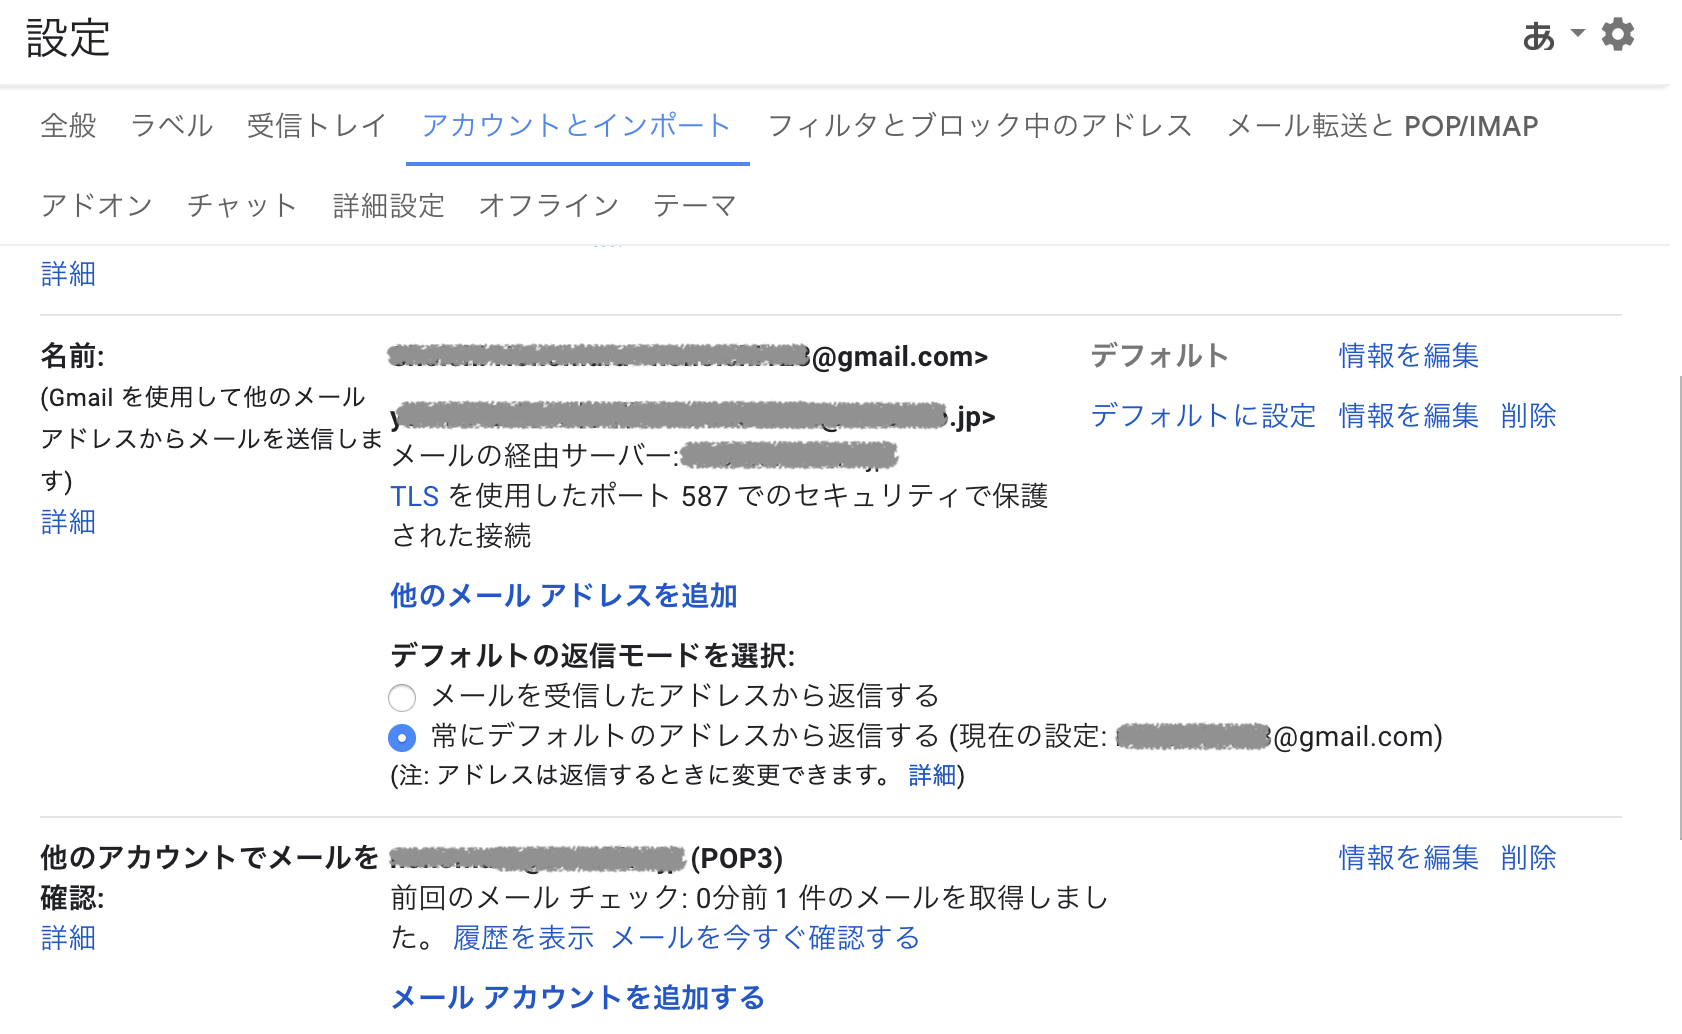 設定
あ
全般 ラベル 受信トレイ アカウントとインポート フィルタとブロック中のアドレス メール転送と POP/IMAP
アドオン チャット 詳細設定 オフライン テーマ
詳細
名前:
(Gmail を使用して他のメール
アドレスからメールを送信しま
す)
詳細
@gmail.com> デフォルト 情報を編集
.jp> デフォルトに設定 情報を編集 削除
メールの経由サーバー:
TLS を使用したポート 587 でのセキュリティで保護
された接続
他のメール アドレスを追加
デフォルトの返信モードを選択:
メールを受信したアドレスから返信する
常にデフォルトのアドレスから返信する (現在の設定: @gmail.com)
(注: アドレスは返信するときに変更できます。 詳細)
他のアカウントでメールを
確認:
詳細
(POP3) 情報を編集 削除
前回のメール チェック: 0分前 1 件のメールを取得しまし
た。 履歴を表示 メールを今すぐ確認する
メール アカウントを追加する